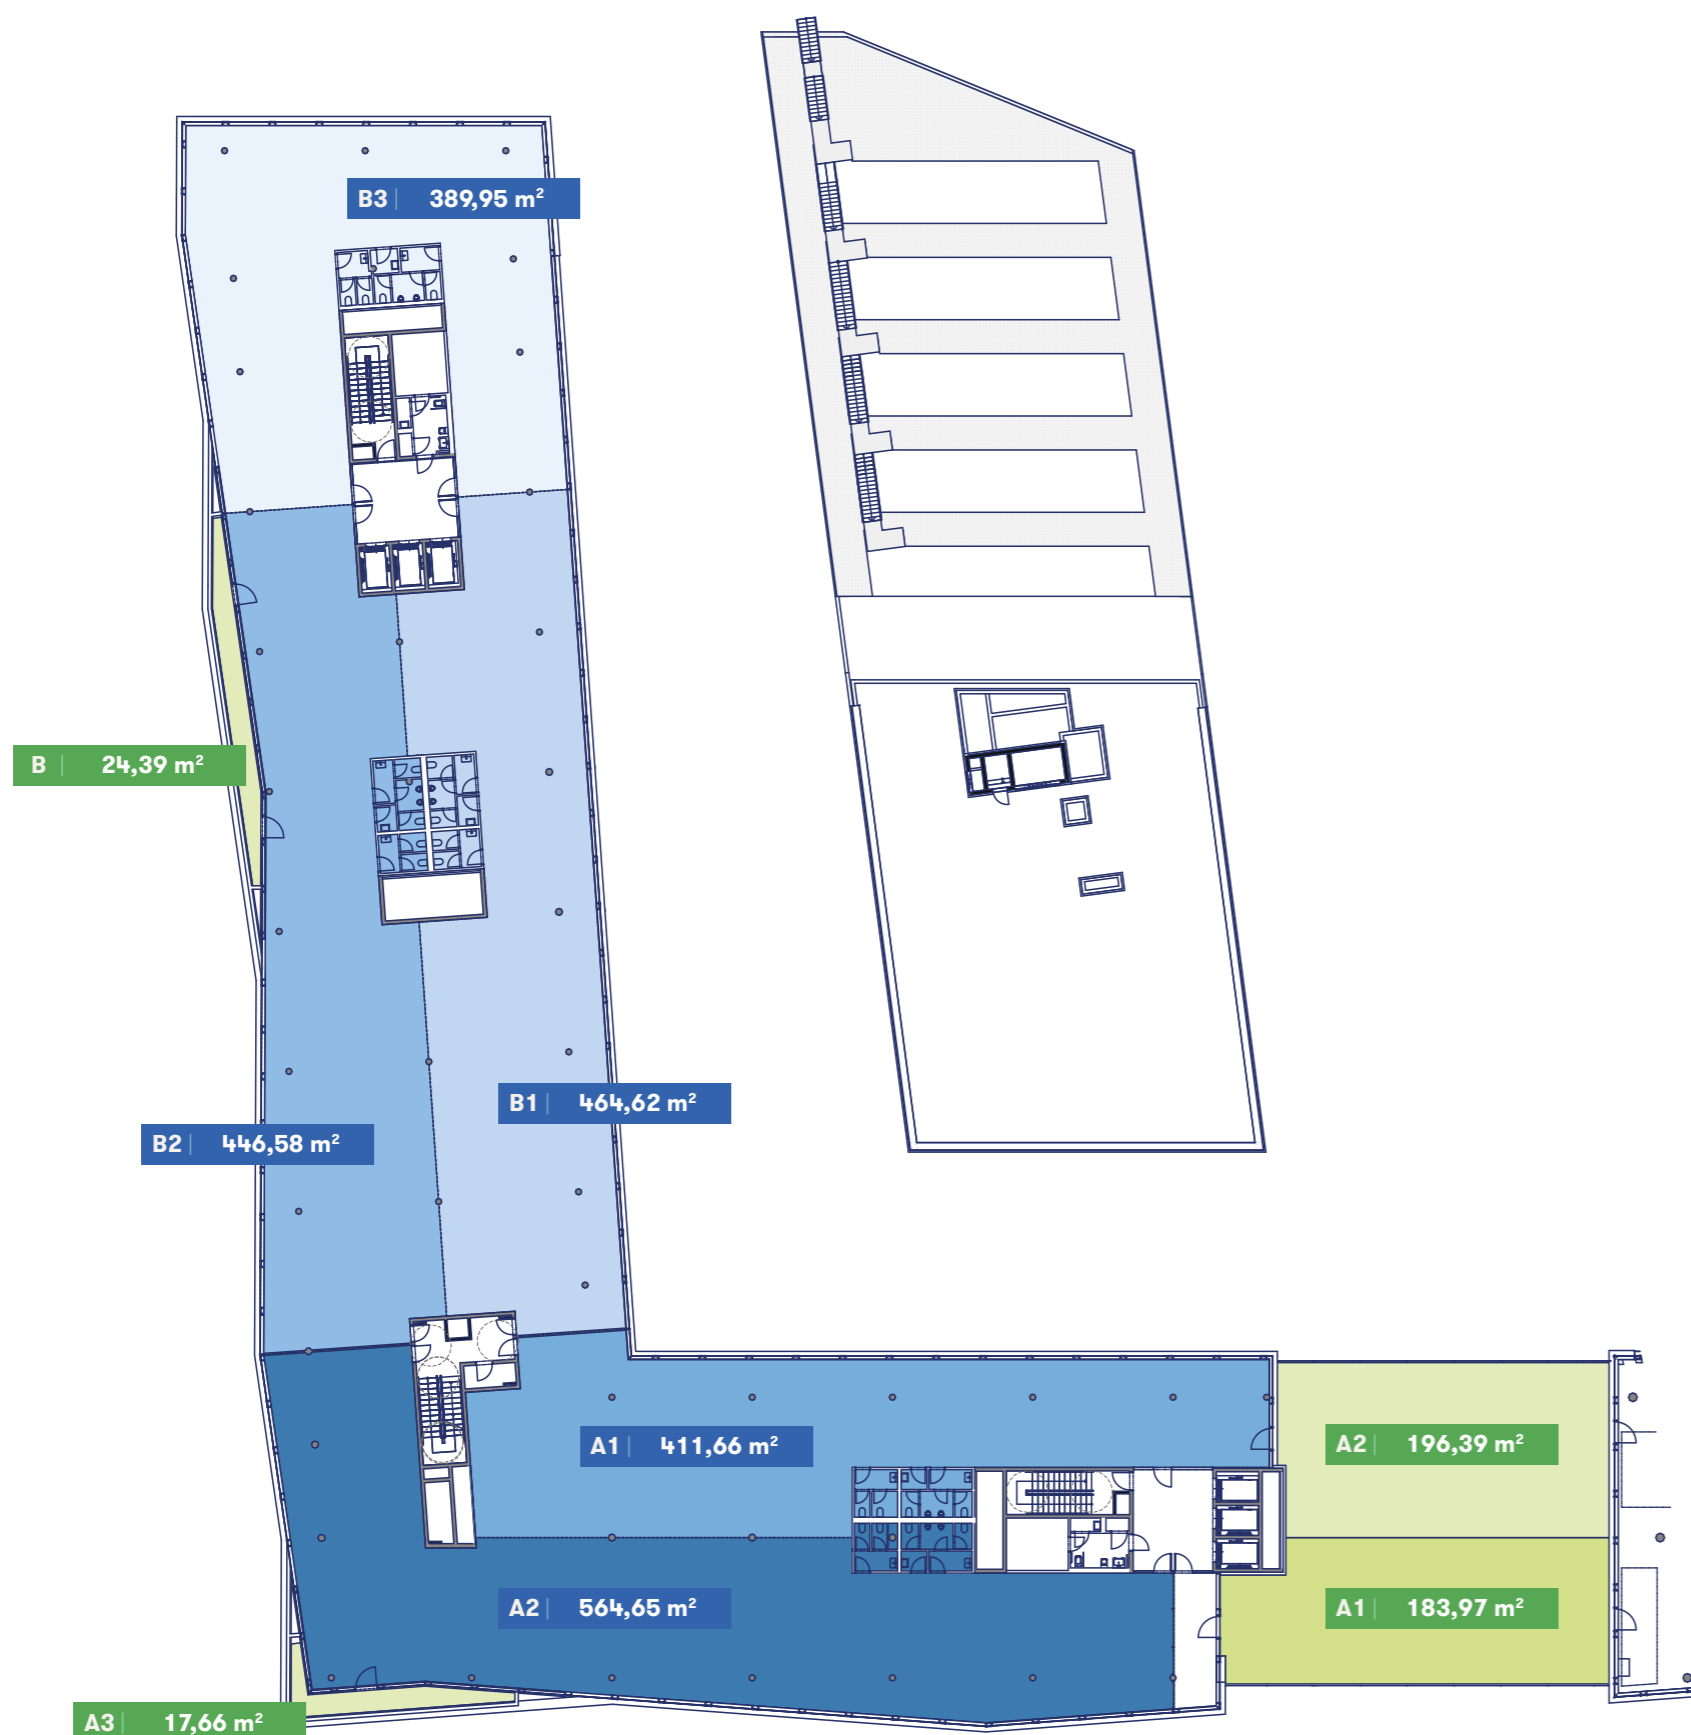 B3 | 389,95 m²
B | 24,39 m²
B1 | 464,62 m²
B2 | 446,58 m²
A1 | 411,66 m²
A2 | 196,39 m²
A2 | 564,65 m²
A1 | 183,97 m²
A3 | 17,66 m²